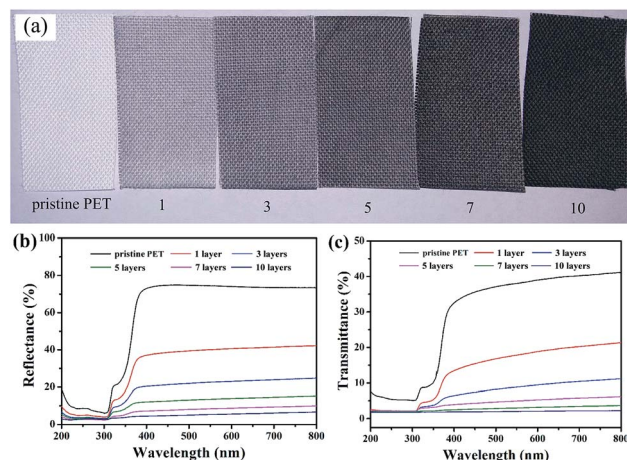 (a)
pristine PET 1 3 5 7 10
(b)
100
80
60
40
20
0
Reflectance (%)
pristine PET 1 layer 3 layers
5 layers 7 layers 10 layers
200 300 400 500 600 700 800
Wavelength (nm)
(c)
50
40
30
20
10
0
Transmittance (%)
pristine PET 1 layer 3 layers
5 layers 7 layers 10 layers
200 300 400 500 600 700 800
Wavelength (nm)